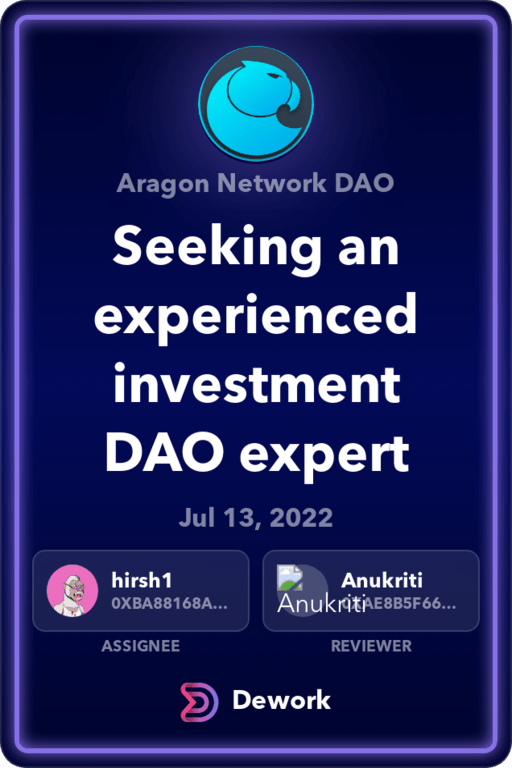 Aragon Network DAO
Seeking an
experienced
investment
DAO expert
Jul 13, 2022
hirsh1
0XBA88168A...
Anukriti
Anukriti
0XAE8B5F66...
ASSIGNEE
REVIEWER
Dework